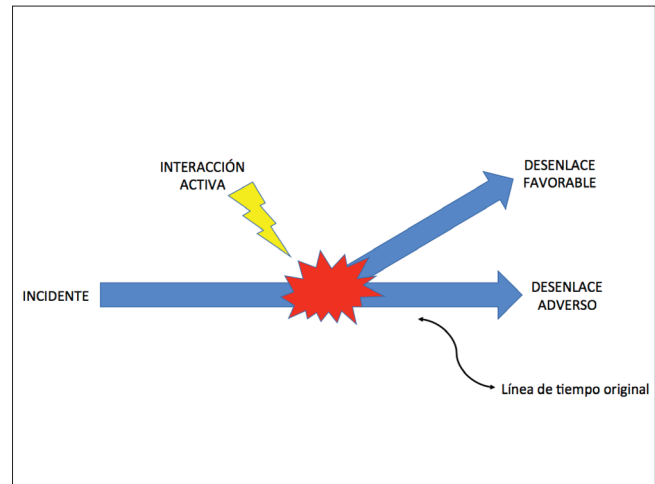 INTERACCIÓN
ACTIVA
DESENLACE
FAVORABLE
INCIDENTE
DESENLACE
ADVERSO
Línea de tiempo original